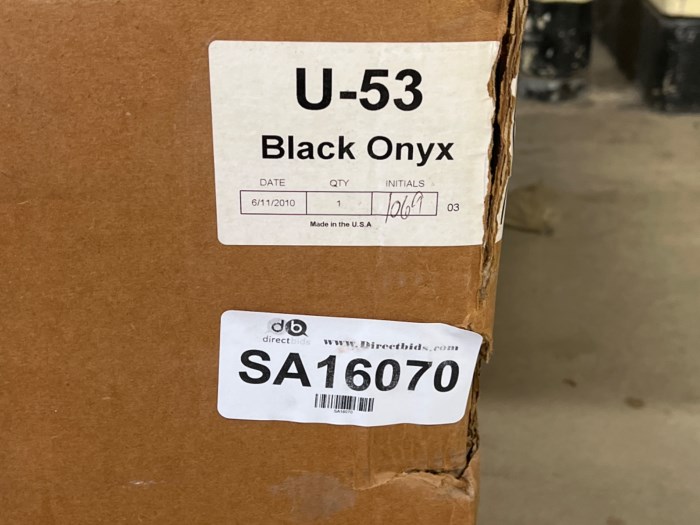 U-53
Black Onyx
DATE QTY INITIALS
6/11/2010 1 1069 03
Made in the U.S.A
db
directbids www.Directbids.com
SA16070
SA16070